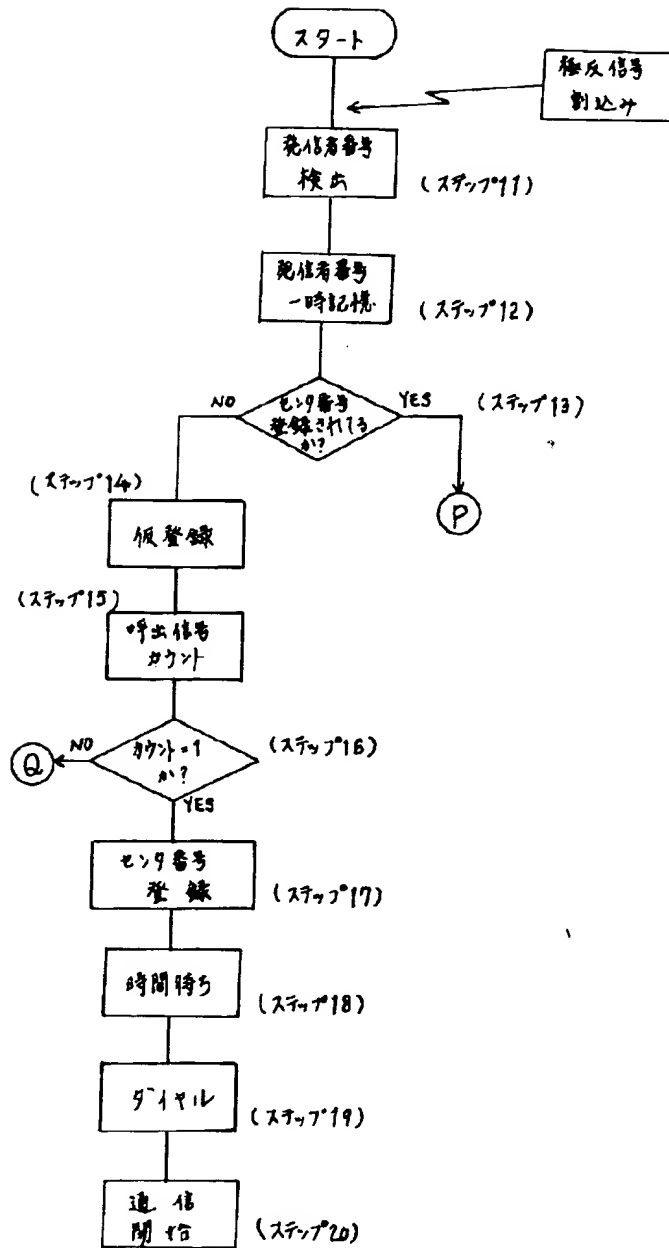 スタート
極反信号
割込み
発信者番号
検出
(ステップ11)
発信者番号
一時記憶
(ステップ12)
センタ番号
登録されてる
か?
NO
YES
(ステップ13)
P
(ステップ14)
仮登録
(ステップ15)
呼出信号
カウント
カウント=1
か?
NO
(ステップ16)
Q
YES
センタ番号
登録
(ステップ17)
時間待ち
(ステップ18)
ダイヤル
(ステップ19)
通信
開始
(ステップ20)